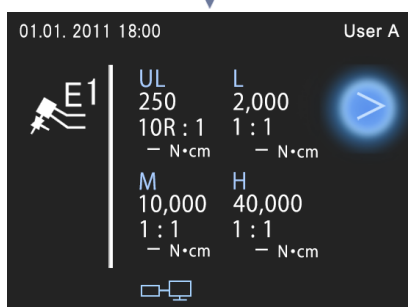 01.01. 2011 18:00 User A
E1
UL L
250 2,000
10R : 1 1 : 1
– N•cm – N•cm
>
M H
10,000 40,000
1 : 1 1 : 1
– N•cm – N•cm